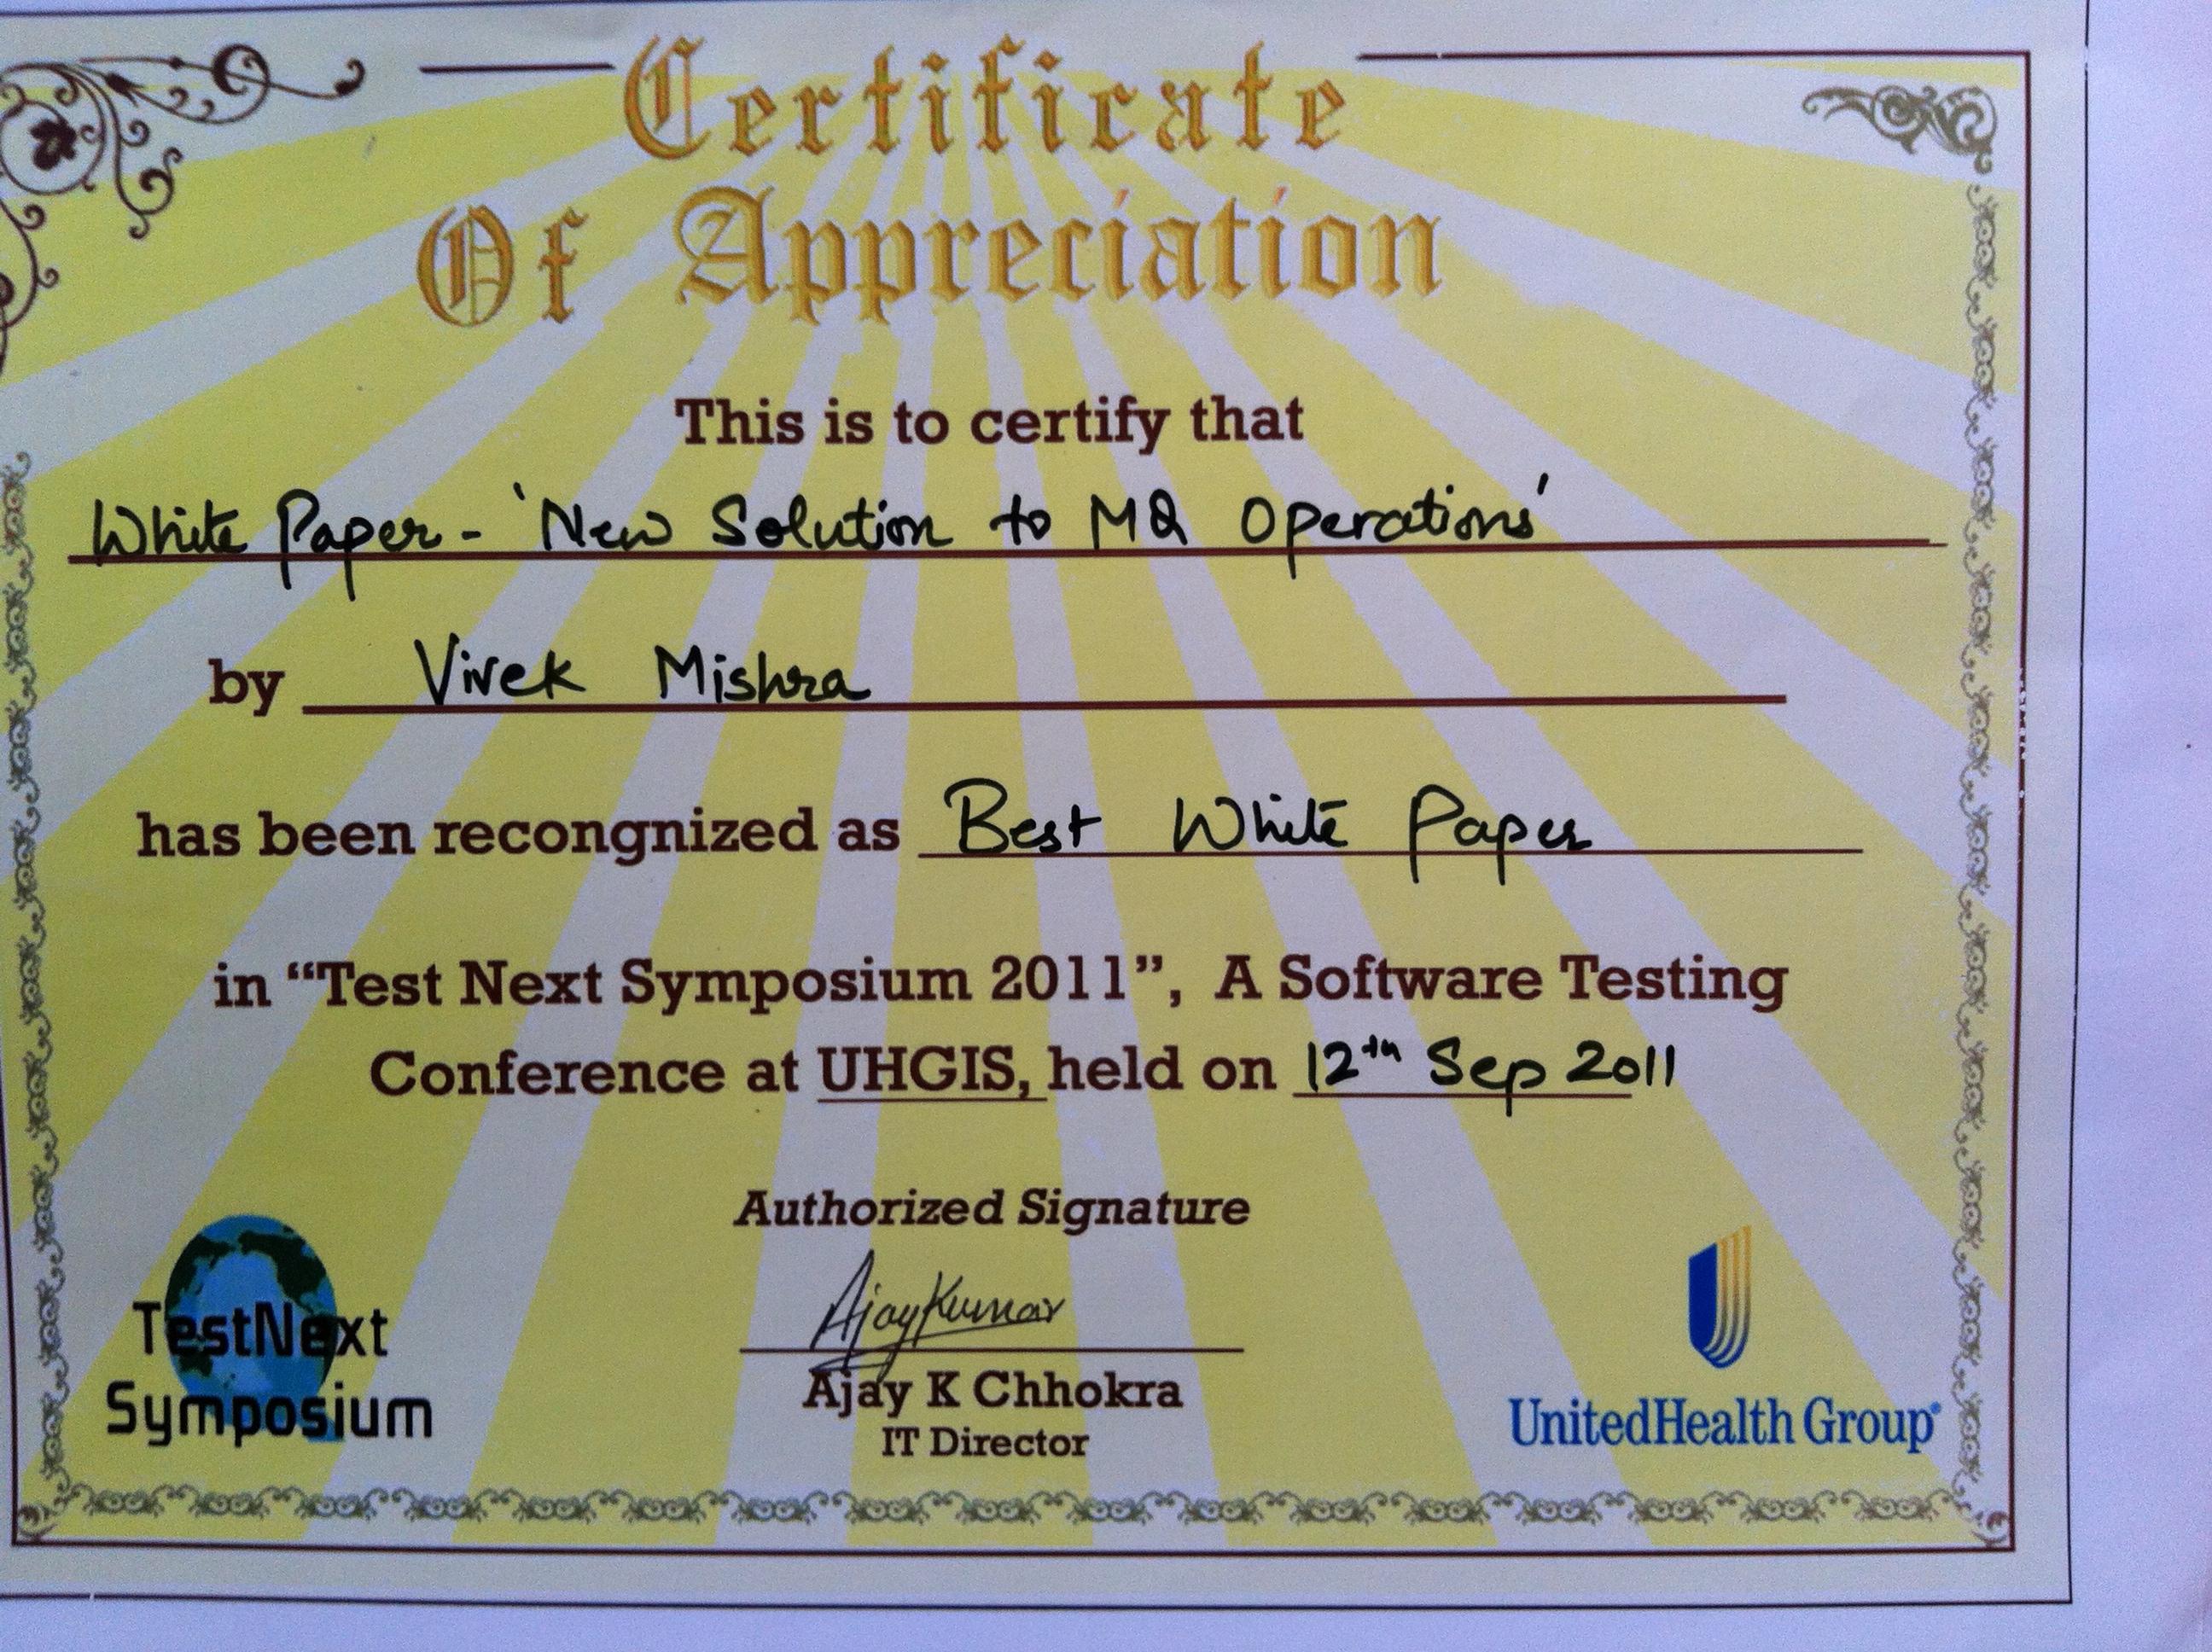 Certificate
Of Appreciation
This is to certify that
White Paper - 'New Solution to MQ Operations'
by Vivek Mishra
has been recongnized as Best White Paper
in “Test Next Symposium 2011”, A Software Testing
Conference at UHGIS, held on 12th Sep 2011
Authorized Signature
AjayKumar
Ajay K Chhokra
IT Director
TestNext
Symposium
UnitedHealth Group®